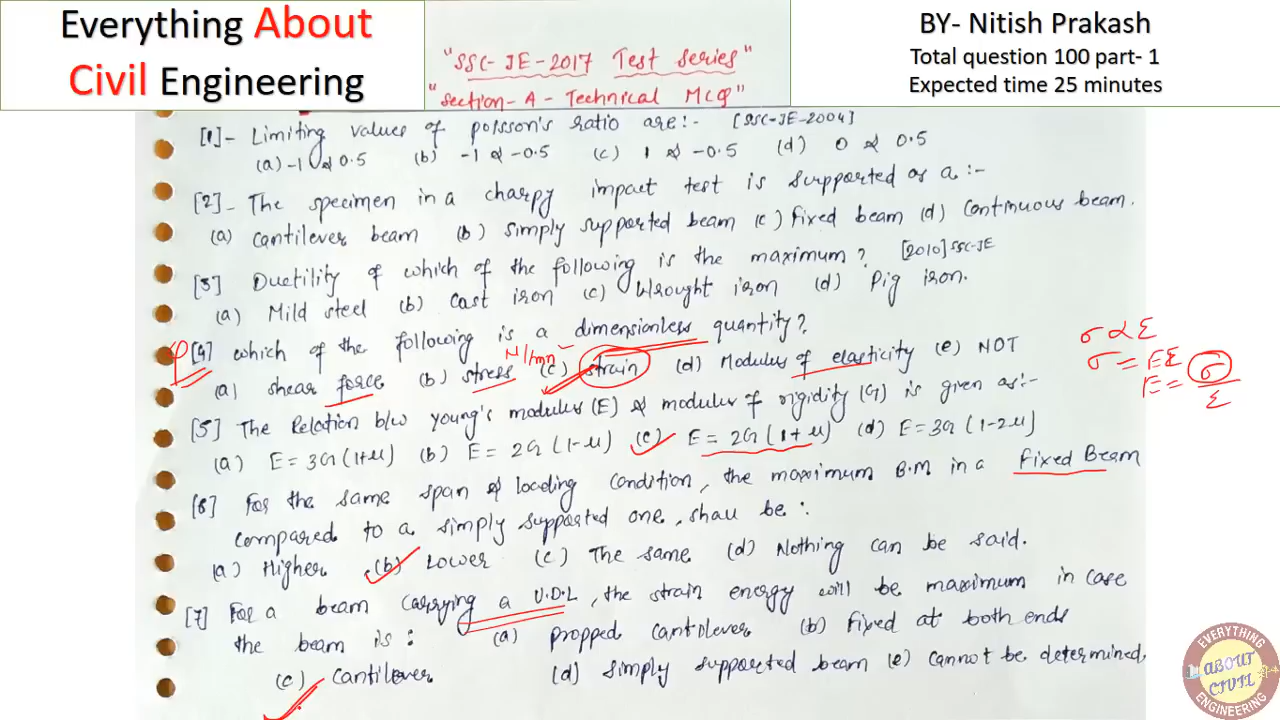 Everything About
Civil Engineering
"SSC-JE-2017 Test Series"
"Section-A-Technical MCQ"
BY- Nitish Prakash
Total question 100 part- 1
Expected time 25 minutes
[1]- Limiting values of poisson's ratio are:- [SSC-JE-2004]
(a) -1 & 0.5 (b) -1 & -0.5 (c) 1 & -0.5 (d) 0 & 0.5
[2]- The specimen in a charpy impact test is supported as a :-
(a) Cantilever beam (b) Simply supported beam (c) Fixed beam (d) Continuous beam.
[3] Ductility of which of the following is the maximum? [2010] SSC-JE
(a) Mild steel (b) Cast iron (c) Wrought iron (d) Pig iron.
[4] which of the following is a dimensionless quantity?
N/mm
(a) shear force (b) stress (c) strain (d) Modulus of elasticity (e) NOT
σ ∝ Σ
σ = EΣ
E = σ/Σ
[5] The Relation b/w young's modulus (E) & modulus of rigidity (G) is given as:-
(a) E = 3G(1+μ) (b) E = 2G(1-μ) (c) E = 2G(1+μ) (d) E = 3G(1-2μ)
[6] For the same span & loading condition, the maximum B.M in a Fixed Beam
compared to a simply supported one, shall be :
(a) Higher (b) Lower (c) The same (d) Nothing can be said.
[7] For a beam carrying a U.D.L, the strain energy will be maximum in case
the beam is : (a) propped cantilever (b) Fixed at both ends
(c) Cantilever (d) simply supported beam (e) cannot be determined.
EVERYTHING
ABOUT
CIVIL
ENGINEERING